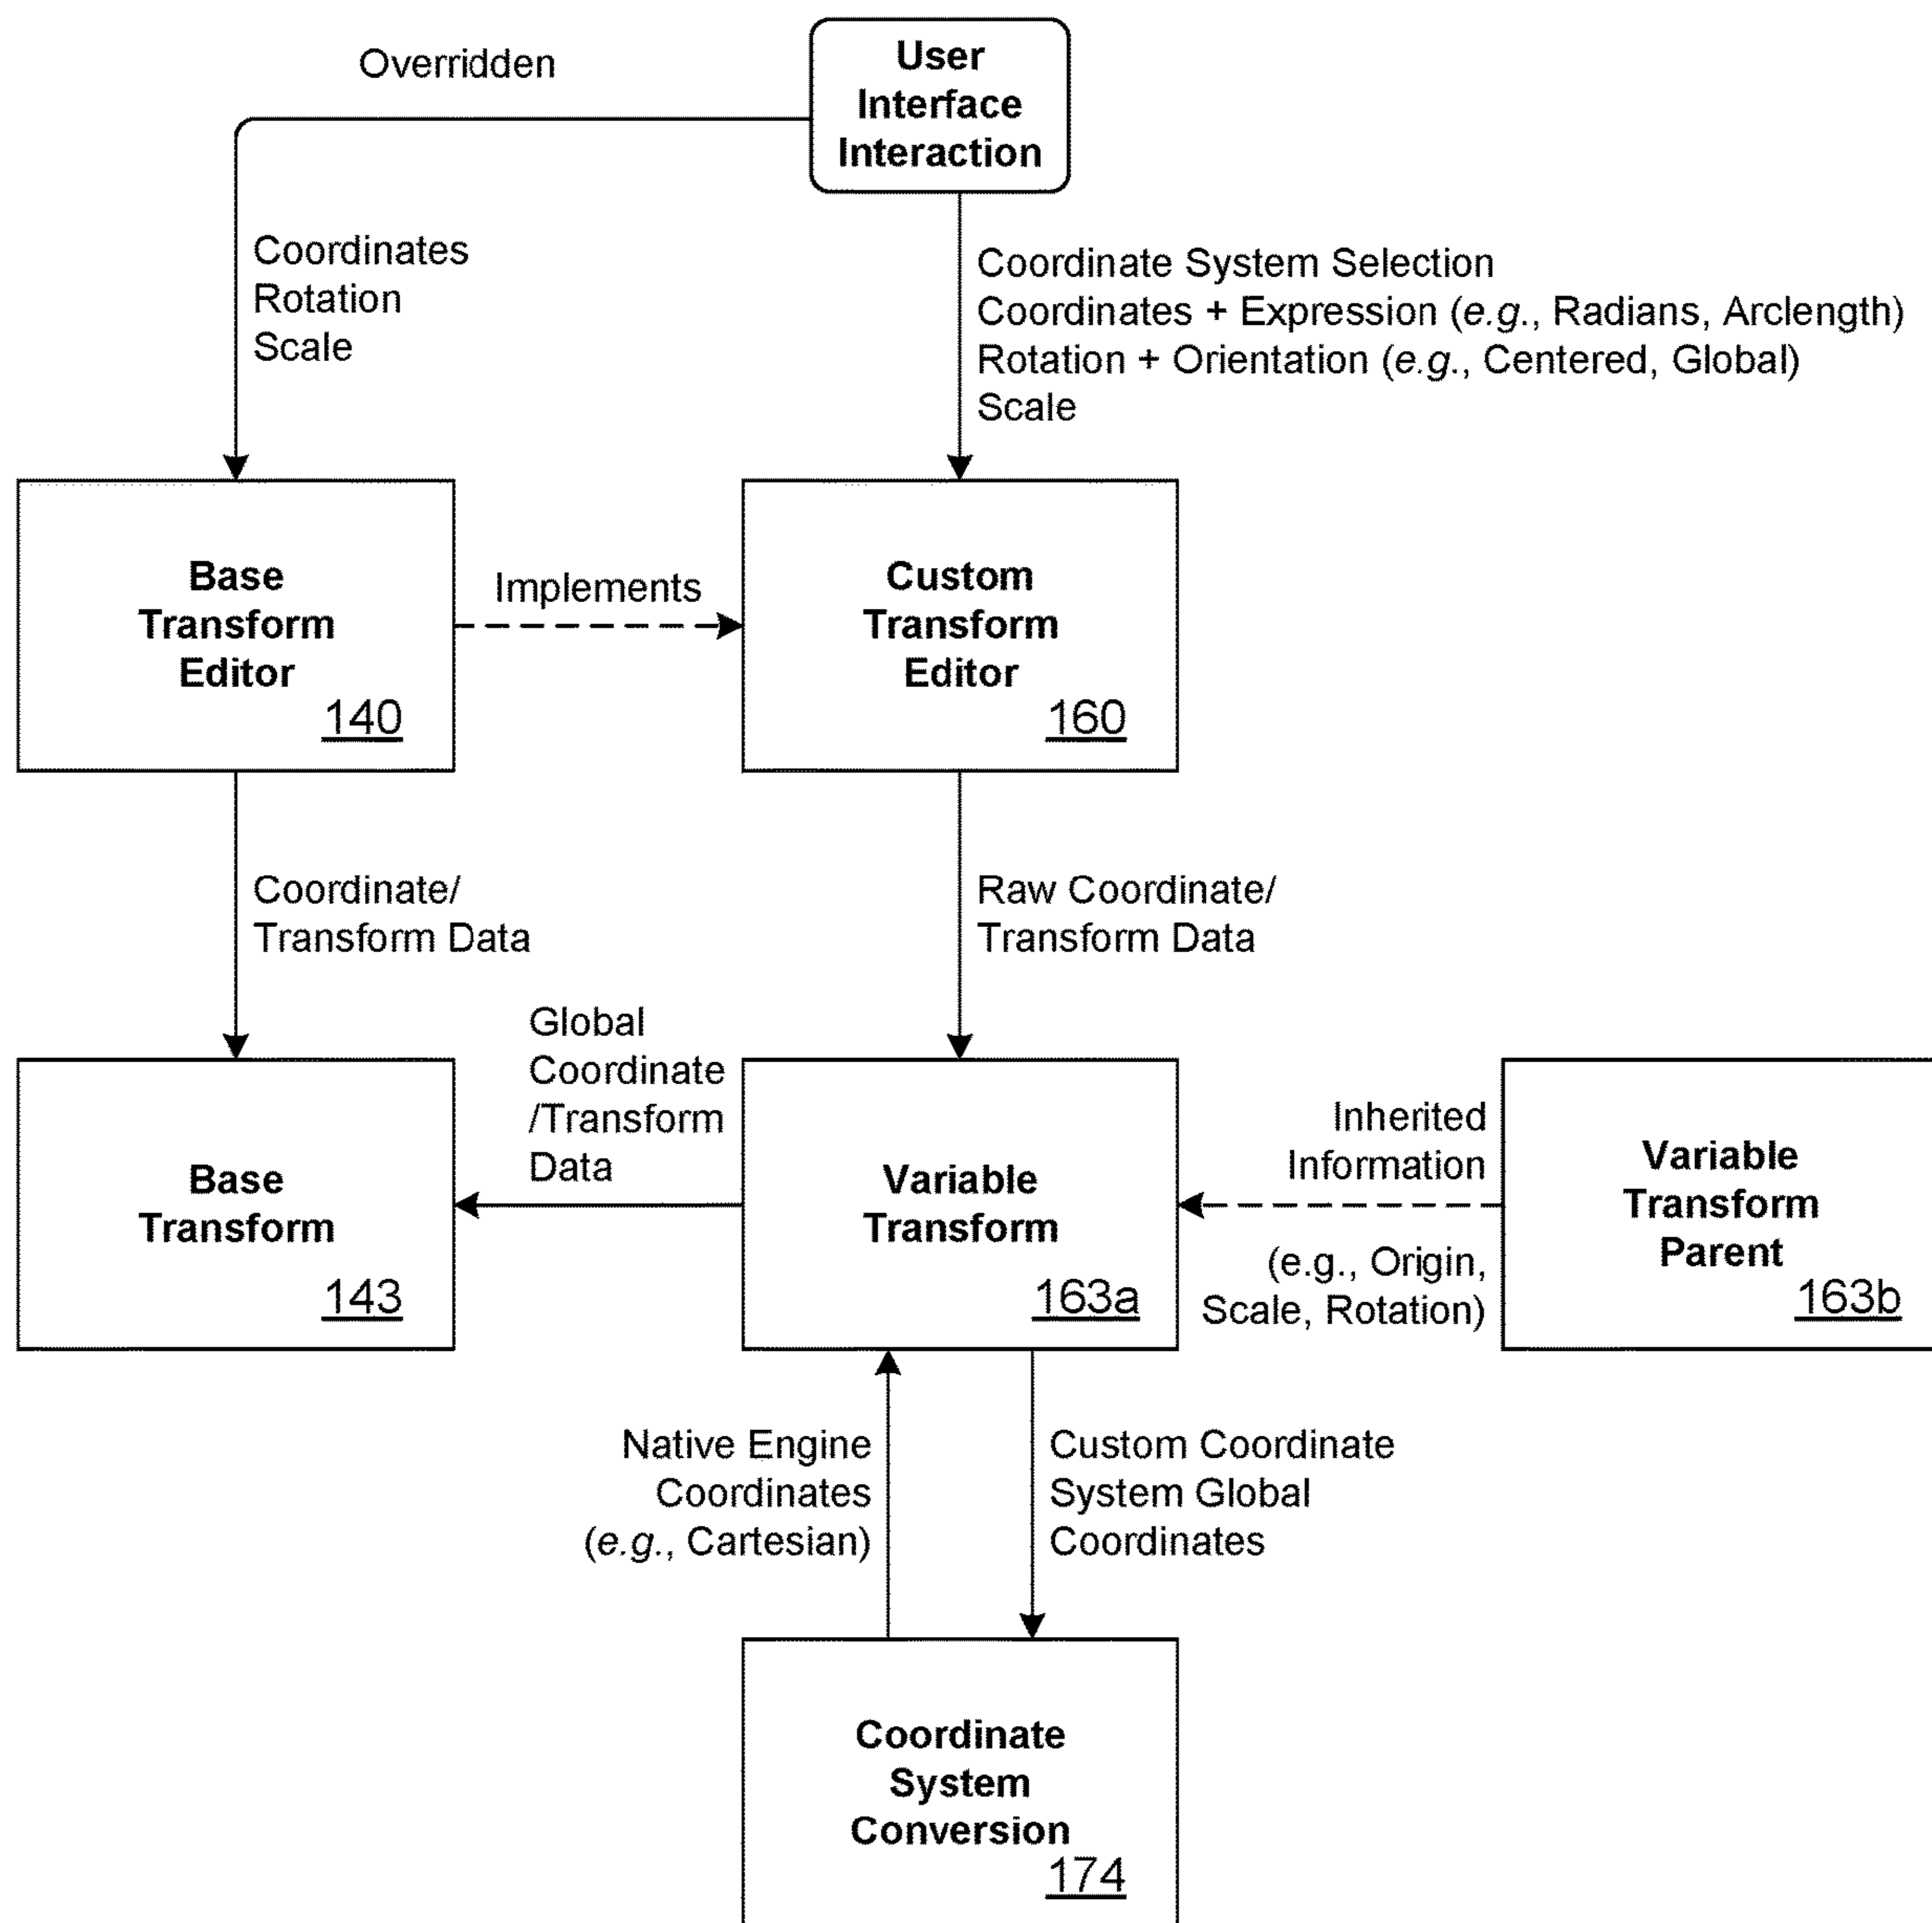 Overridden
User
Interface
Interaction
Coordinates
Rotation
Scale
Coordinate System Selection
Coordinates + Expression (e.g., Radians, Arclength)
Rotation + Orientation (e.g., Centered, Global)
Scale
Base
Transform
Editor
140
Implements
Custom
Transform
Editor
160
Coordinate/
Transform Data
Raw Coordinate/
Transform Data
Base
Transform
143
Global
Coordinate
/Transform
Data
Variable
Transform
163a
Inherited
Information
(e.g., Origin,
Scale, Rotation)
Variable
Transform
Parent
163b
Native Engine
Coordinates
(e.g., Cartesian)
Custom Coordinate
System Global
Coordinates
Coordinate
System
Conversion
174